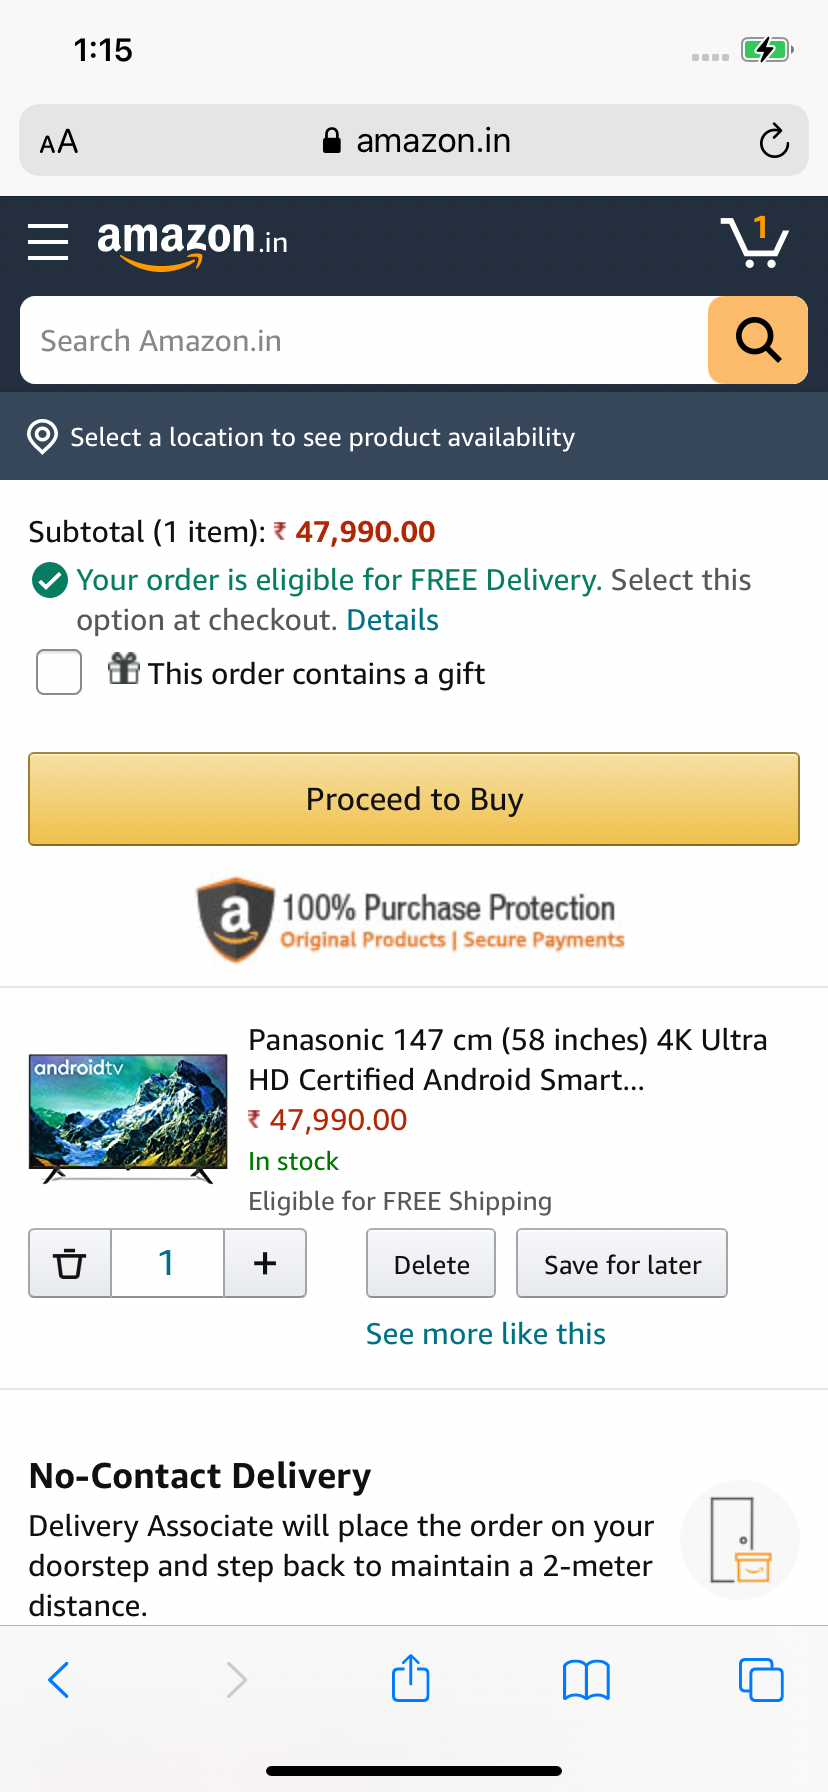 1:15
AA amazon.in
amazon.in 1
Search Amazon.in
Select a location to see product availability
Subtotal (1 item): ₹ 47,990.00
Your order is eligible for FREE Delivery. Select this
option at checkout. Details
This order contains a gift
Proceed to Buy
a 100% Purchase Protection
Original Products | Secure Payments
androidtv
Panasonic 147 cm (58 inches) 4K Ultra
HD Certified Android Smart...
₹ 47,990.00
In stock
Eligible for FREE Shipping
1 + Delete Save for later
See more like this
No-Contact Delivery
Delivery Associate will place the order on your
doorstep and step back to maintain a 2-meter
distance.